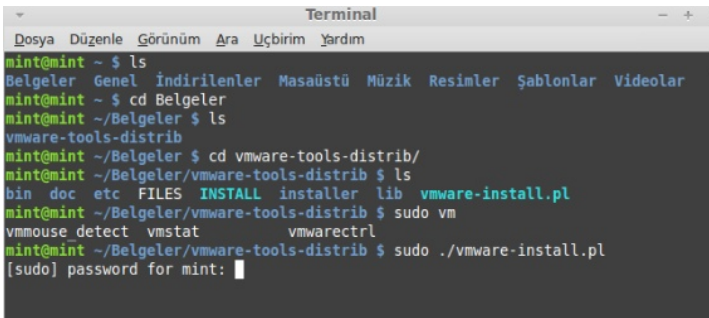 Terminal
Dosya Düzenle Görünüm Ara Uçbirim Yardım
mint@mint ~ $ ls
Belgeler Genel İndirilenler Masaüstü Müzik Resimler Şablonlar Videolar
mint@mint ~ $ cd Belgeler
mint@mint ~/Belgeler $ ls
vmware-tools-distrib
mint@mint ~/Belgeler $ cd vmware-tools-distrib/
mint@mint ~/Belgeler/vmware-tools-distrib $ ls
bin doc etc FILES INSTALL installer lib vmware-install.pl
mint@mint ~/Belgeler/vmware-tools-distrib $ sudo vm
vmmouse_detect vmstat vmwarectrl
mint@mint ~/Belgeler/vmware-tools-distrib $ sudo ./vmware-install.pl
[sudo] password for mint: